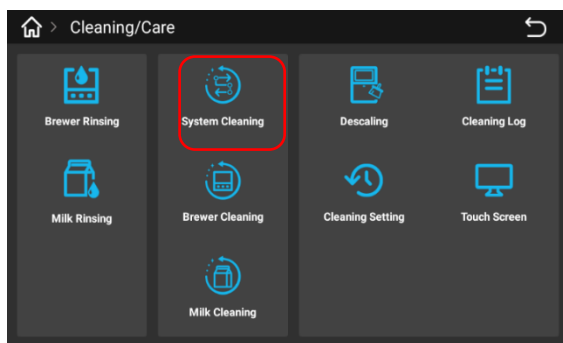 > Cleaning/Care
Brewer Rinsing
System Cleaning
Descaling
Cleaning Log
Milk Rinsing
Brewer Cleaning
Cleaning Setting
Touch Screen
Milk Cleaning